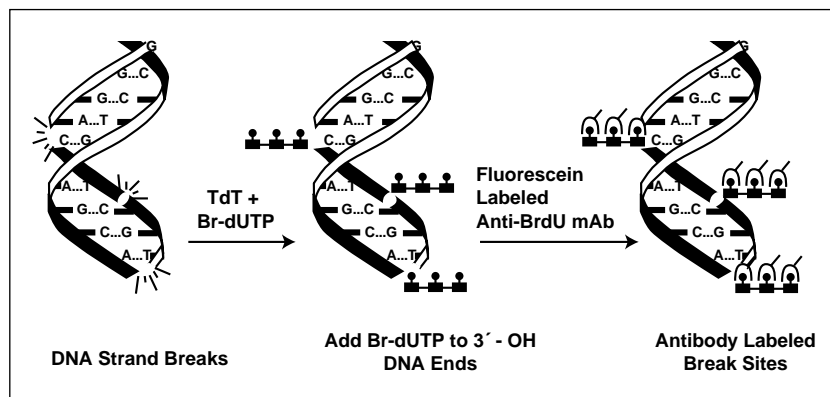 G
G...C
G...C
A...T
C...G
A...T
G...C
C...G
A...T
TdT +
Br-dUTP
G
G...C
G...C
A...T
C...G
A...T
G...C
C...G
A...T
Fluorescein
Labeled
Anti-BrdU mAb
G
G...C
G...C
A...T
C...G
A...T
G...C
C...G
A...T
DNA Strand Breaks
Add Br-dUTP to 3´ - OH
DNA Ends
Antibody Labeled
Break Sites